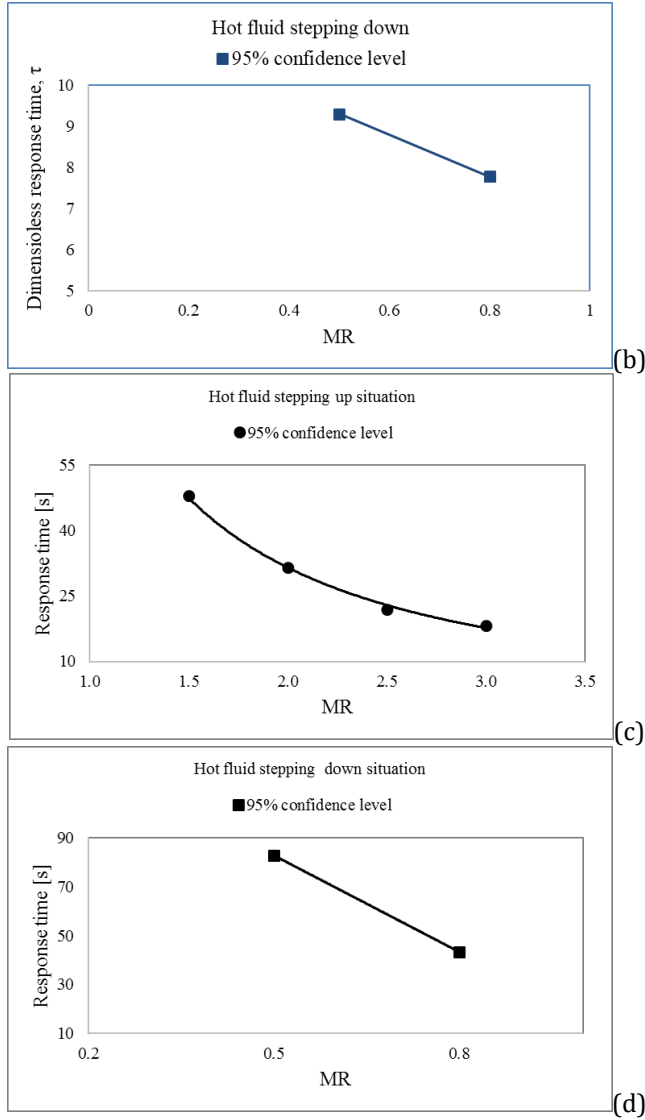 Hot fluid stepping down
95% confidence level
Dimensioless response time, τ
10
9
8
7
6
5
0 0.2 0.4 0.6 0.8 1
MR
(b)
Hot fluid stepping up situation
95% confidence level
Response time [s]
55
40
25
10
1.0 1.5 2.0 2.5 3.0 3.5
MR
(c)
Hot fluid stepping down situation
95% confidence level
Response time [s]
90
70
50
30
10
0.2 0.5 0.8
MR
(d)